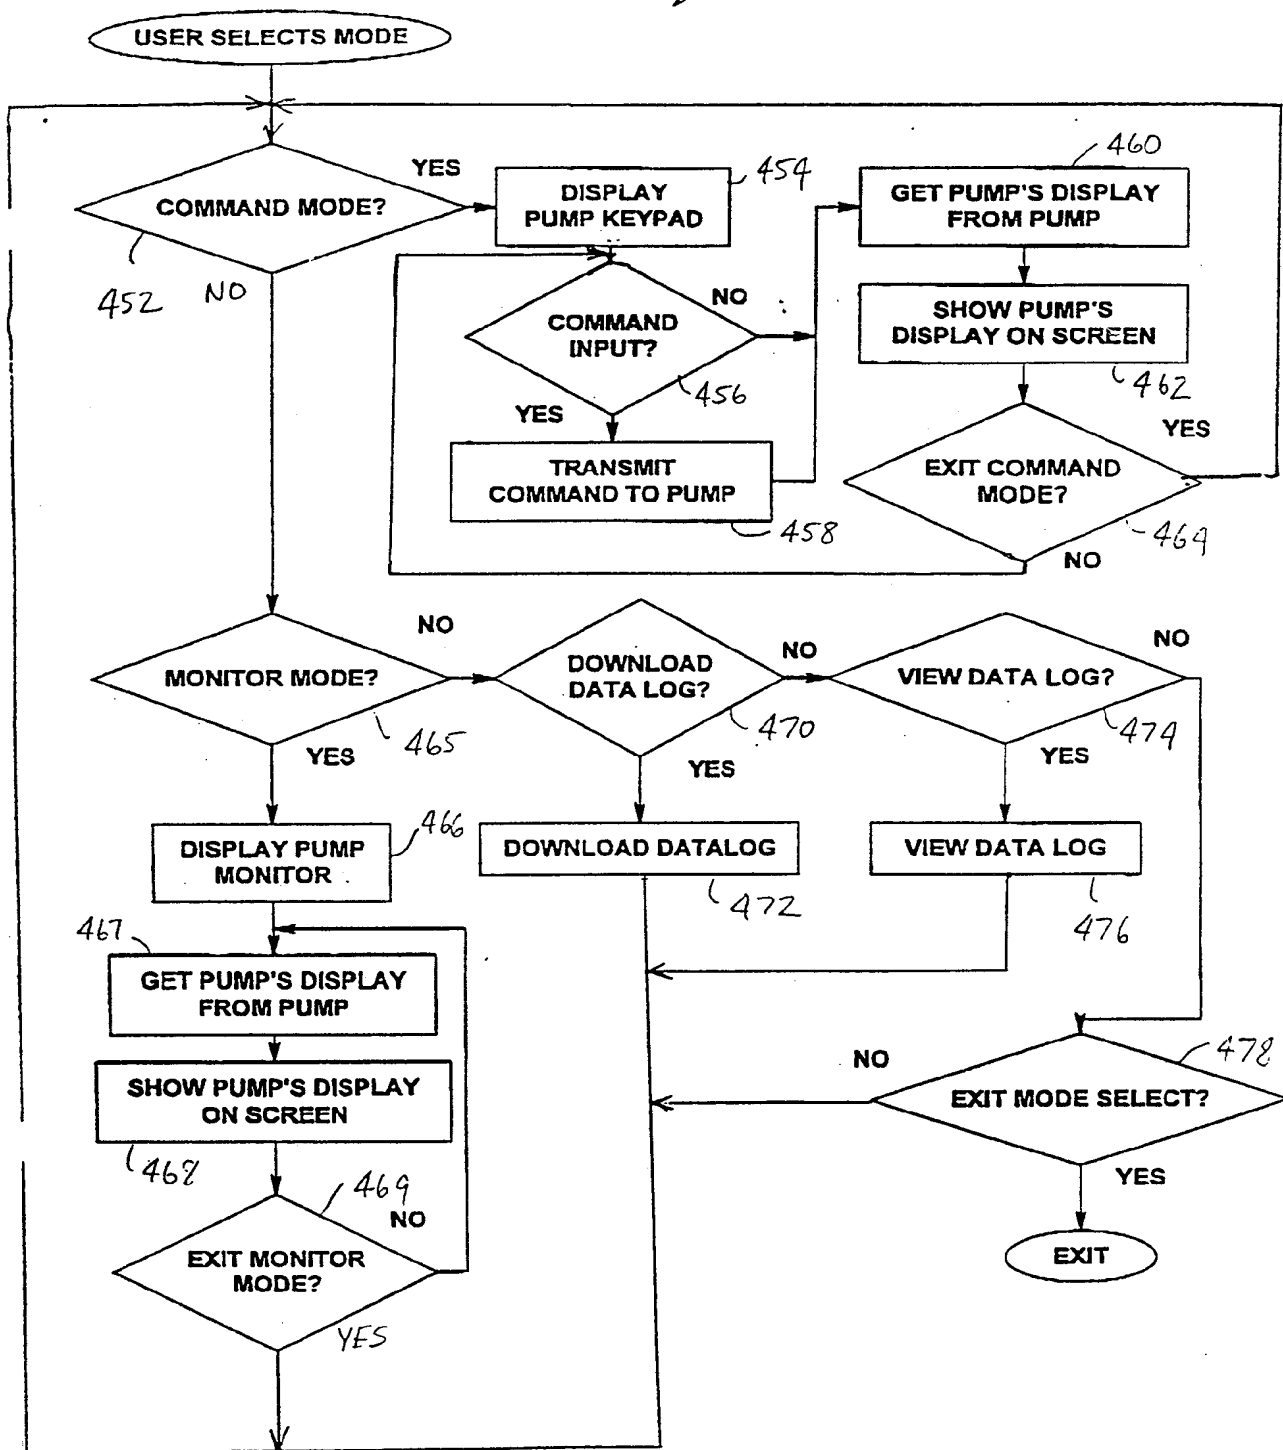 USER SELECTS MODE
COMMAND MODE?
YES
452
NO
DISPLAY
PUMP KEYPAD
454
COMMAND
INPUT?
NO
456
YES
TRANSMIT
COMMAND TO PUMP
458
460
GET PUMP'S DISPLAY
FROM PUMP
SHOW PUMP'S
DISPLAY ON SCREEN
462
YES
EXIT COMMAND
MODE?
464
NO
MONITOR MODE?
NO
465
YES
DOWNLOAD
DATA LOG?
NO
470
YES
VIEW DATA LOG?
NO
474
YES
DISPLAY PUMP
MONITOR
466
DOWNLOAD DATALOG
472
VIEW DATA LOG
476
467
GET PUMP'S DISPLAY
FROM PUMP
SHOW PUMP'S DISPLAY
ON SCREEN
468
469
NO
EXIT MONITOR
MODE?
YES
NO
478
EXIT MODE SELECT?
YES
EXIT